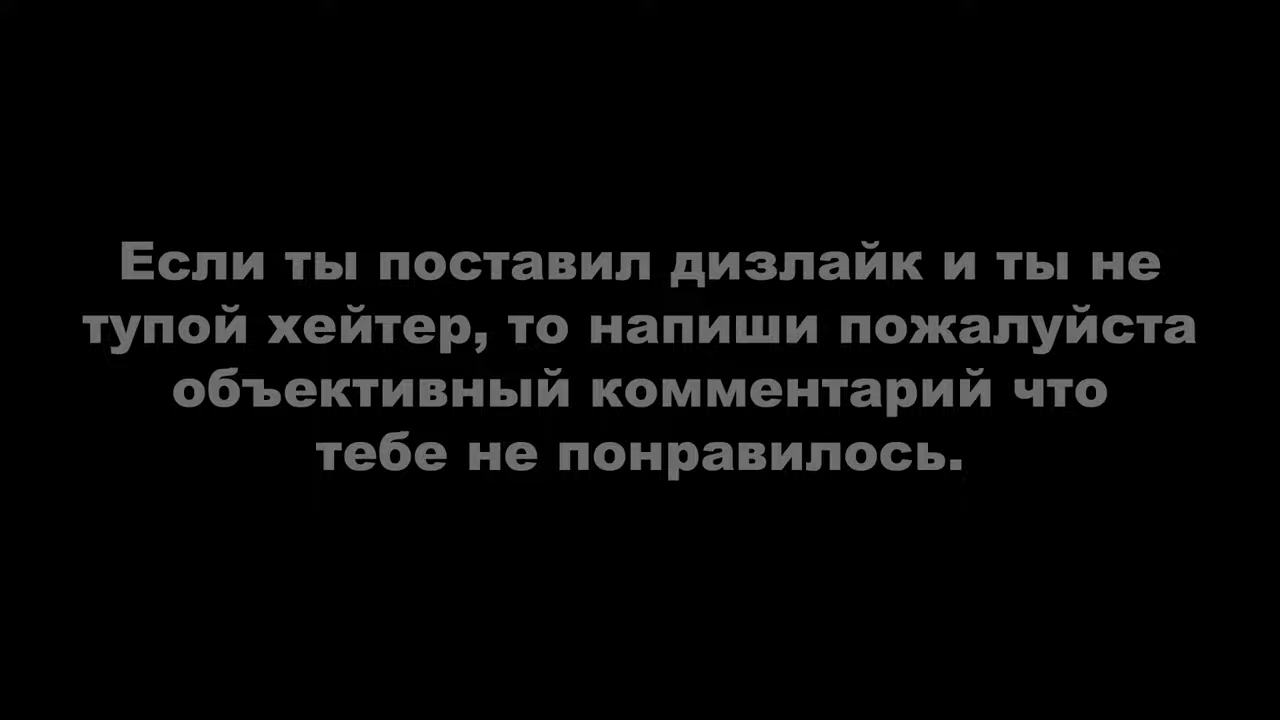 Если ты поставил дизлайк и ты не
тупой хейтер, то напиши пожалуйста
объективный комментарий что
тебе не понравилось.